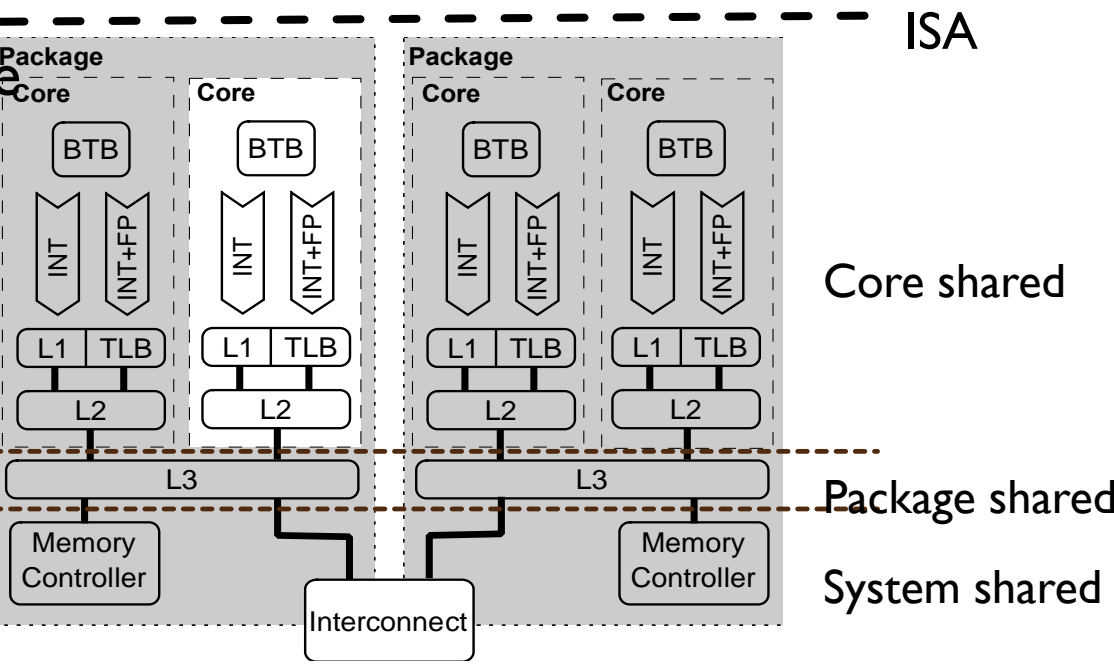 ISA
Package
Package
e
Core
Core
Core
Core
BTB
BTB
BTB
BTB
INT
INT+FP
INT
INT+FP
INT
INT+FP
INT
INT+FP
Core shared
L1
TLB
L1
TLB
L1
TLB
L1
TLB
L2
L2
L2
L2
L3
L3
Package shared
Memory
Controller
Memory
Controller
System shared
Interconnect